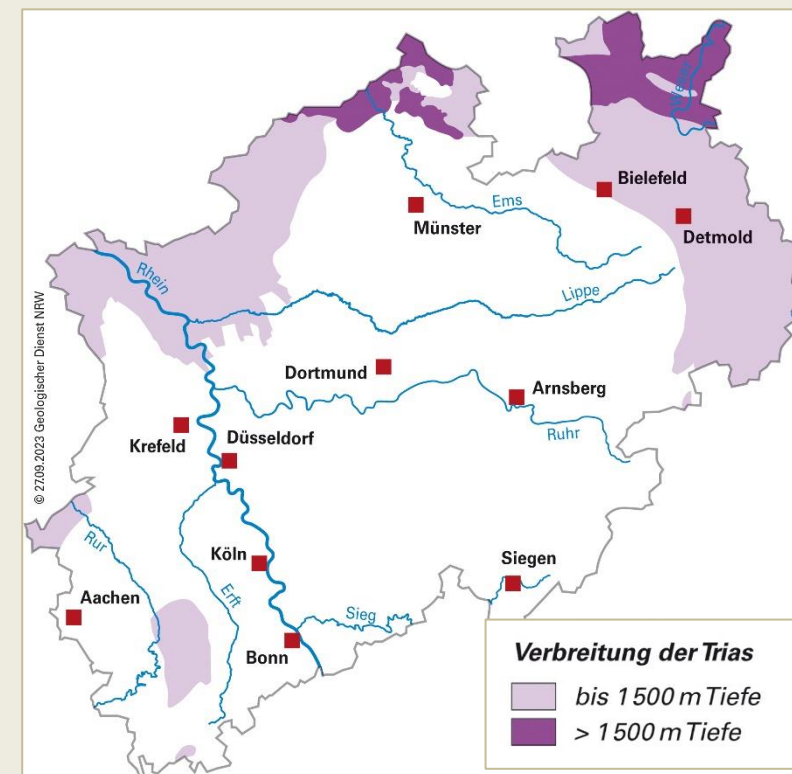 Weser
Bielefeld
Ems
Münster
Detmold
Rhein
Lippe
© 27.09.2023 Geologischer Dienst NRW
Dortmund
Arnsberg
Krefeld
Düsseldorf
Ruhr
Rur
Köln
Siegen
Erft
Aachen
Sieg
Bonn
Verbreitung der Trias
bis 1500 m Tiefe
> 1500 m Tiefe